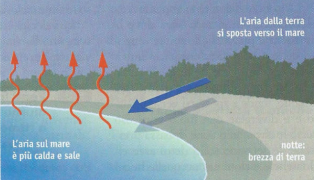 L'aria dalla terra
si sposta verso il mare
L'aria sul mare
è più calda e sale
notte:
brezza di terra